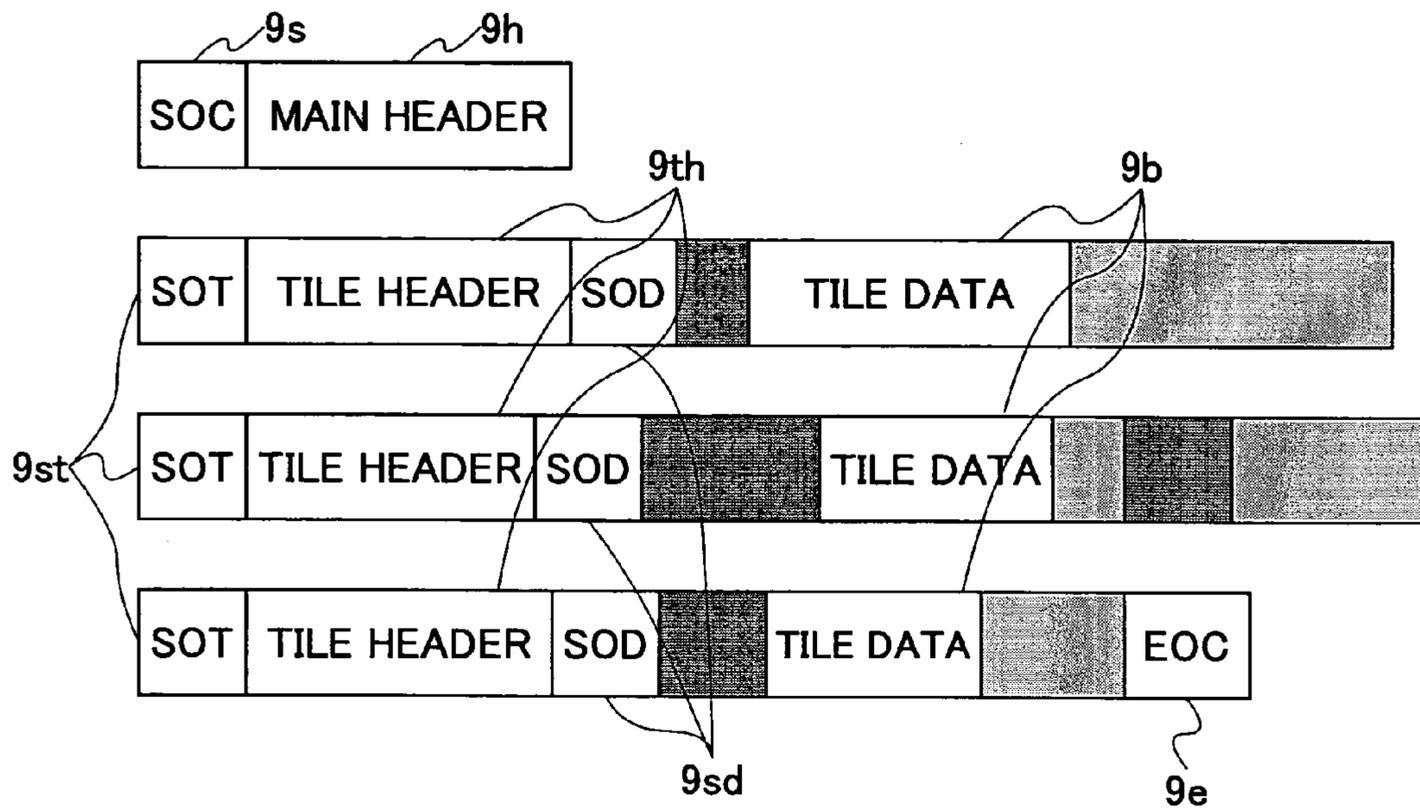 9s 9h
SOC MAIN HEADER
9th 9b
SOT TILE HEADER SOD TILE DATA
9st
SOT TILE HEADER SOD TILE DATA
SOT TILE HEADER SOD TILE DATA EOC
9sd
9e